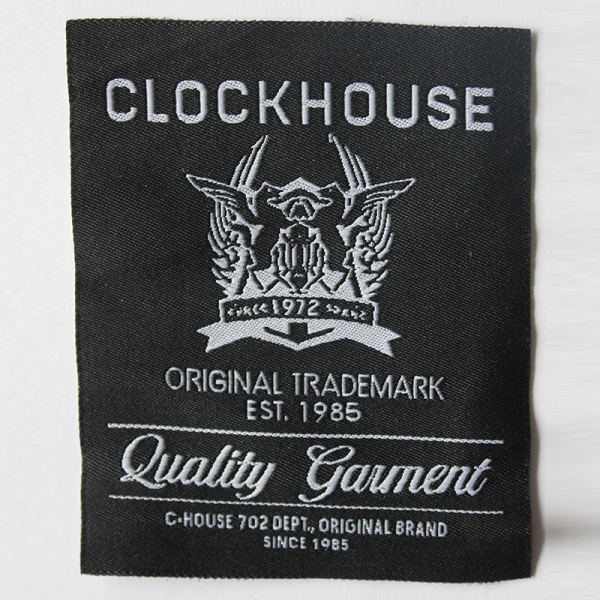 CLOCKHOUSE
1972
ORIGINAL TRADEMARK
EST. 1985
Quality Garment
C•HOUSE 702 DEPT., ORIGINAL BRAND
SINCE 1985